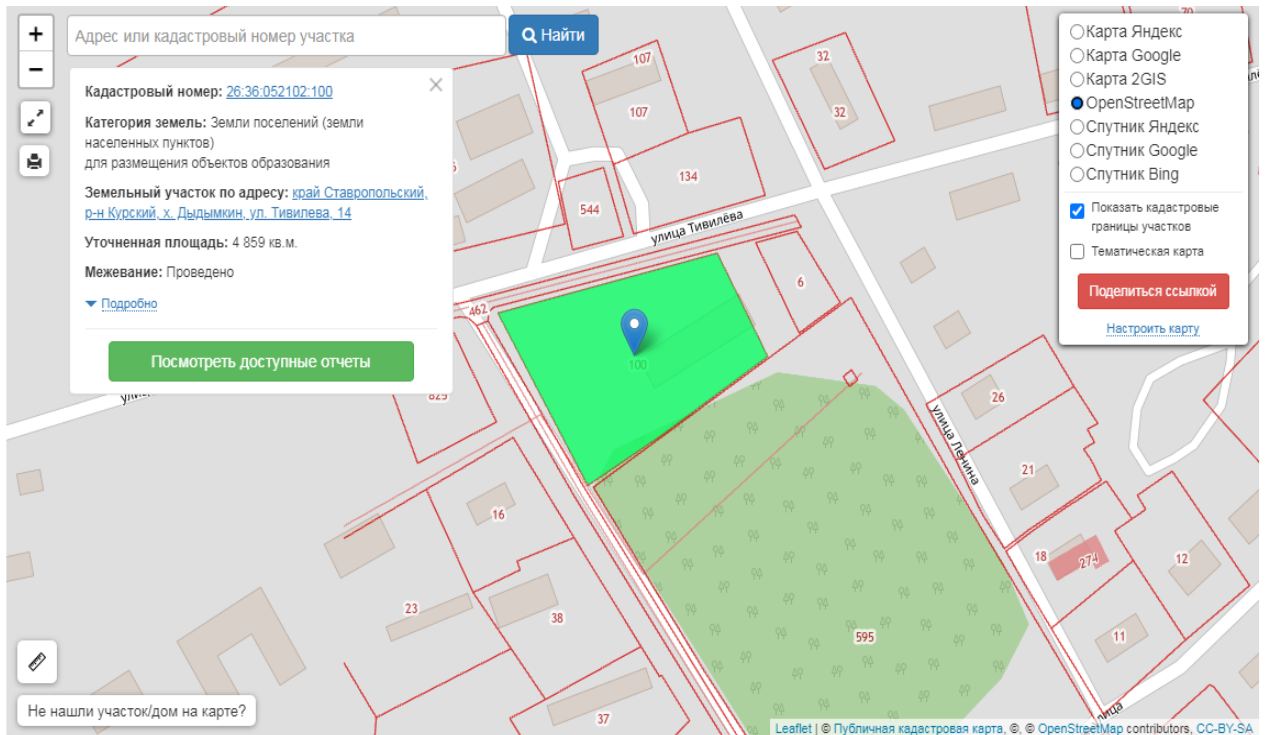 +
Адрес или кадастровый номер участка
Найти
−
Кадастровый номер: 26:36:052102:100
×
Категория земель: Земли поселений (земли
населенных пунктов)
для размещения объектов образования
Земельный участок по адресу: край Ставропольский,
р-н Курский, х. Дыдымкин, ул. Тивилева, 14
Уточненная площадь: 4 859 кв.м.
Межевание: Проведено
Подробно
Посмотреть доступные отчеты
Карта Яндекс
Карта Google
Карта 2GIS
OpenStreetMap
Спутник Яндекс
Спутник Google
Спутник Bing
Показать кадастровые
границы участков
Тематическая карта
Поделиться ссылкой
Настроить карту
70
107
32
107
32
134
544
улица Тивилёва
6
462
100
825
26
улица Ленина
21
16
18
274
12
23
38
595
11
37
улица
Не нашли участок/дом на карте?
Leaflet | © Публичная кадастровая карта, ©, © OpenStreetMap contributors, CC-BY-SA